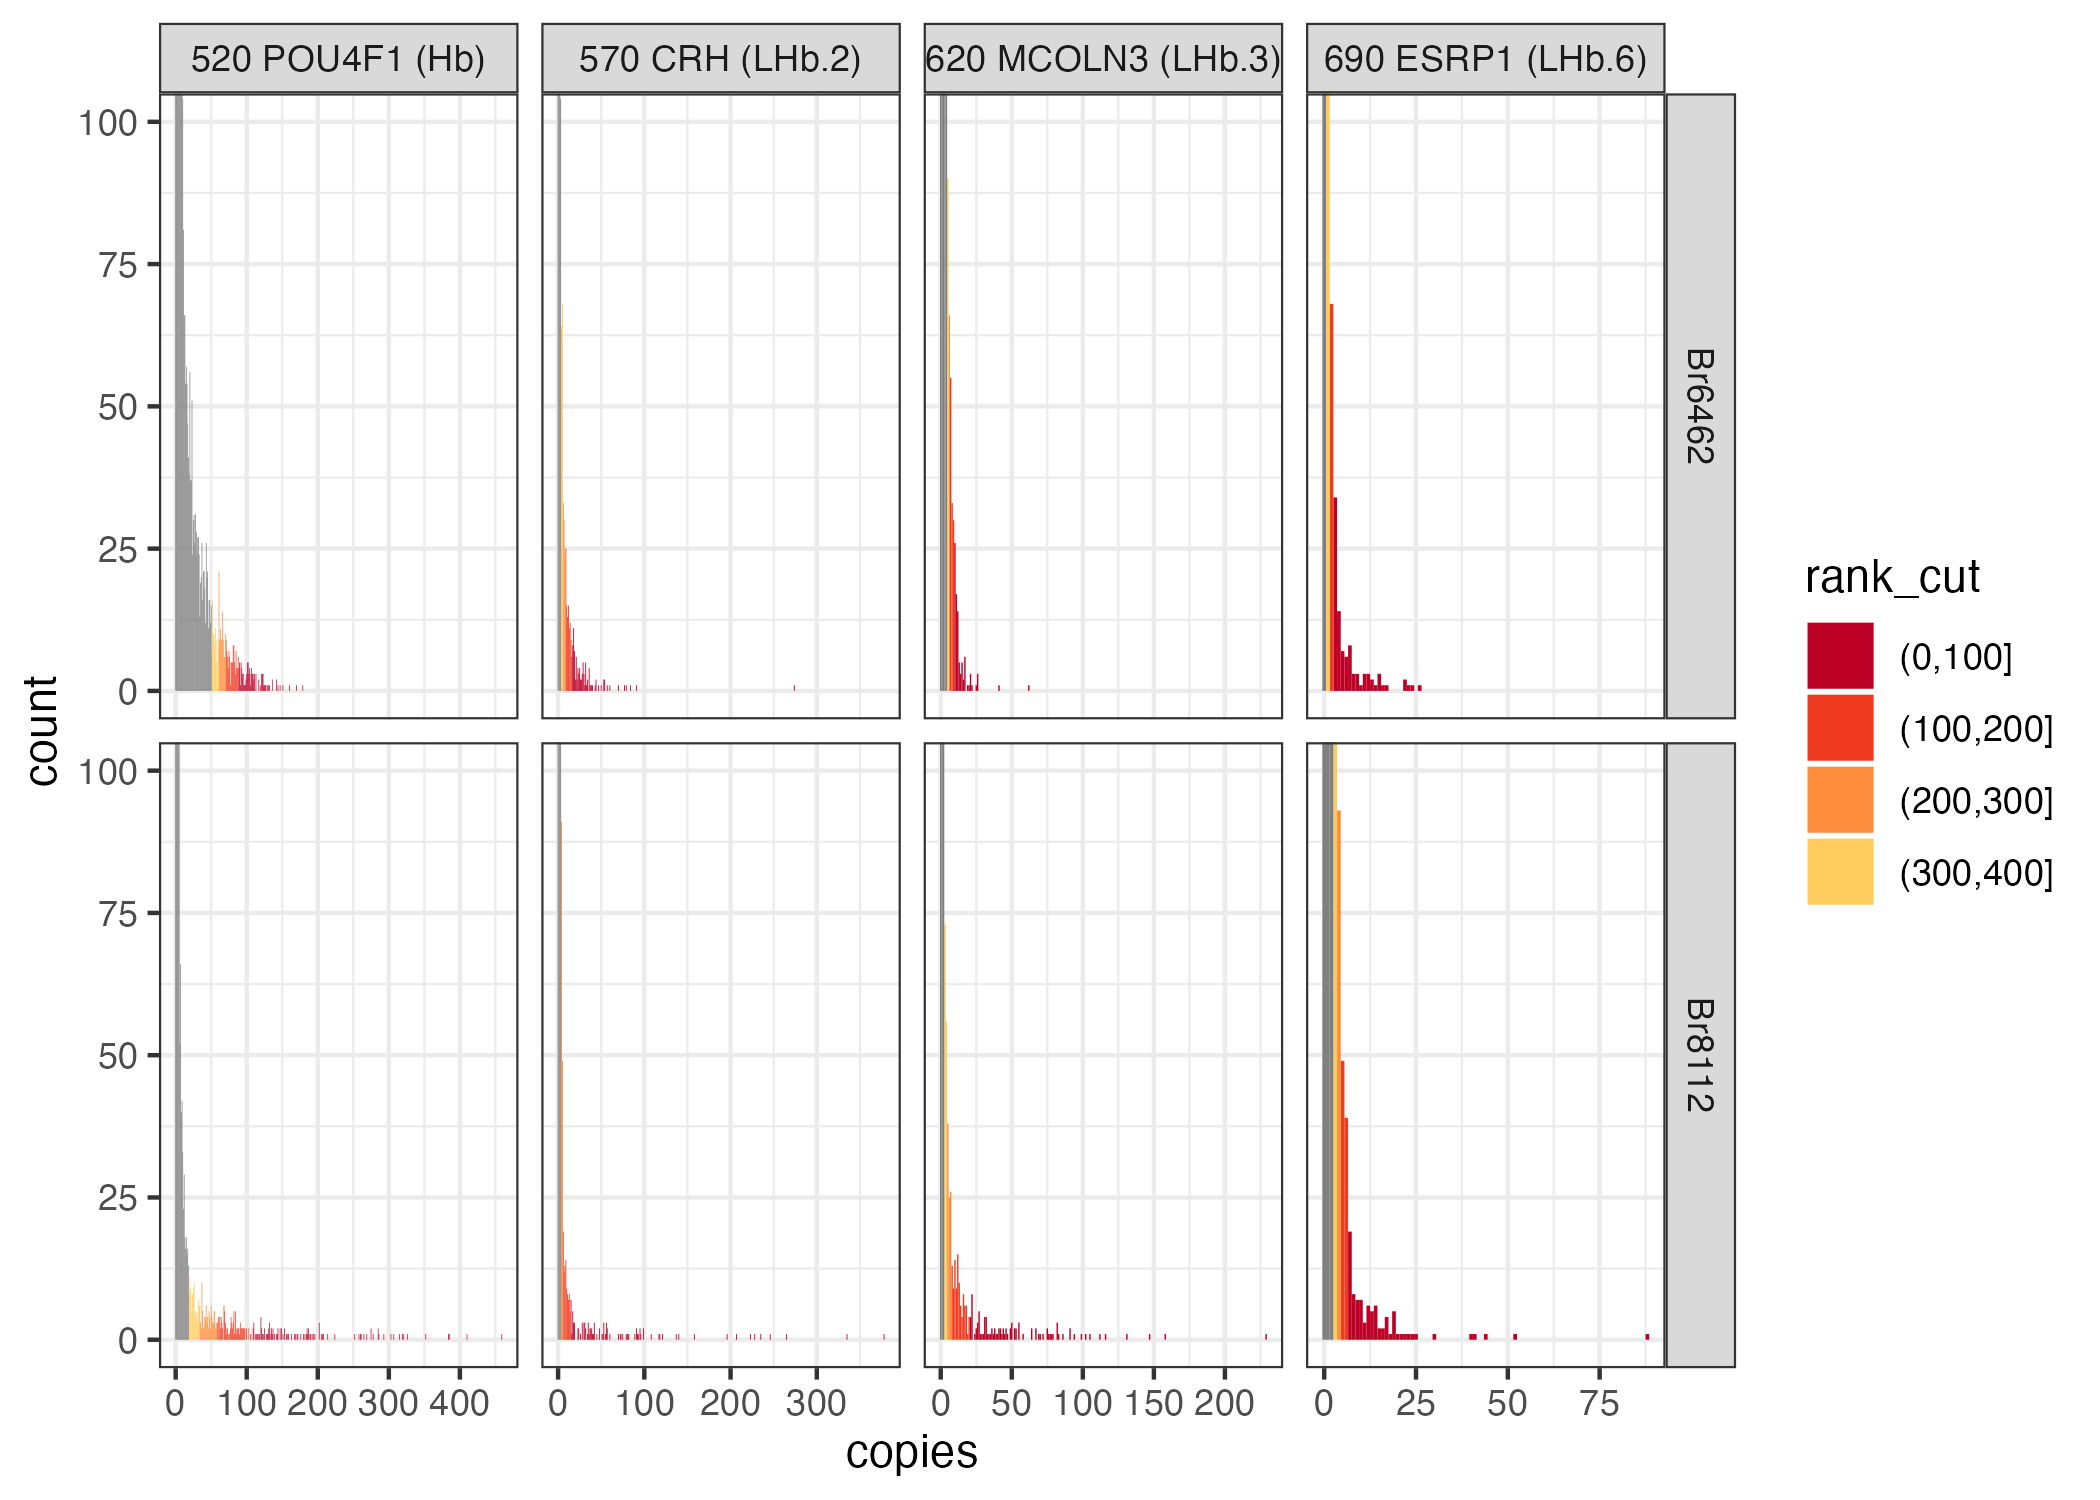 520 POU4F1 (Hb)
570 CRH (LHb.2)
620 MCOLN3 (LHb.3)
690 ESRP1 (LHb.6)
100
75
50
25
0
Br6462
100
75
50
25
0
Br8112
count
0 100 200 300 400
0 100 200 300
0 50 100 150 200
0 25 50 75
copies
rank_cut
(0,100]
(100,200]
(200,300]
(300,400]